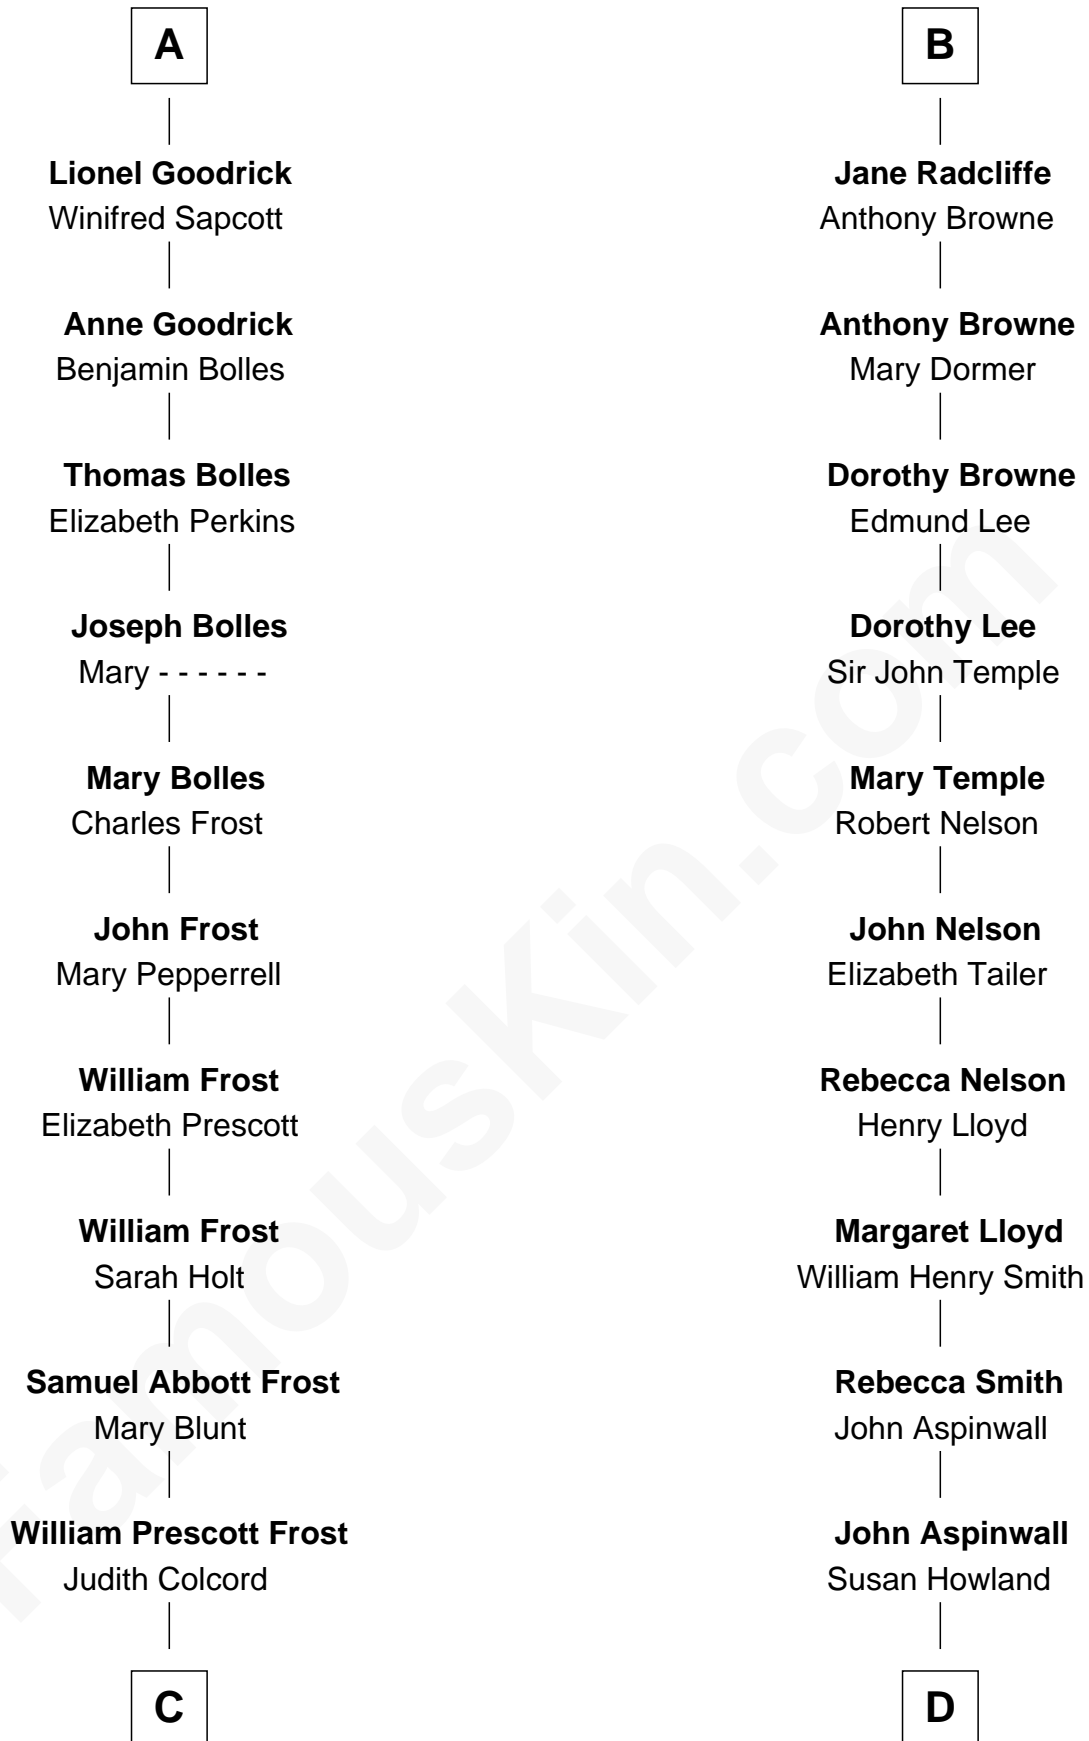 A
Lionel Goodrick
Winifred Sapcott
Anne Goodrick
Benjamin Bolles
Thomas Bolles
Elizabeth Perkins
Joseph Bolles
Mary - - - - - -
Mary Bolles
Charles Frost
John Frost
Mary Pepperrell
William Frost
Elizabeth Prescott
William Frost
Sarah Holt
Samuel Abbott Frost
Mary Blunt
William Prescott Frost
Judith Colcord
C
B
Jane Radcliffe
Anthony Browne
Anthony Browne
Mary Dormer
Dorothy Browne
Edmund Lee
Dorothy Lee
Sir John Temple
Mary Temple
Robert Nelson
John Nelson
Elizabeth Tailer
Rebecca Nelson
Henry Lloyd
Margaret Lloyd
William Henry Smith
Rebecca Smith
John Aspinwall
John Aspinwall
Susan Howland
D
FamousKin.com